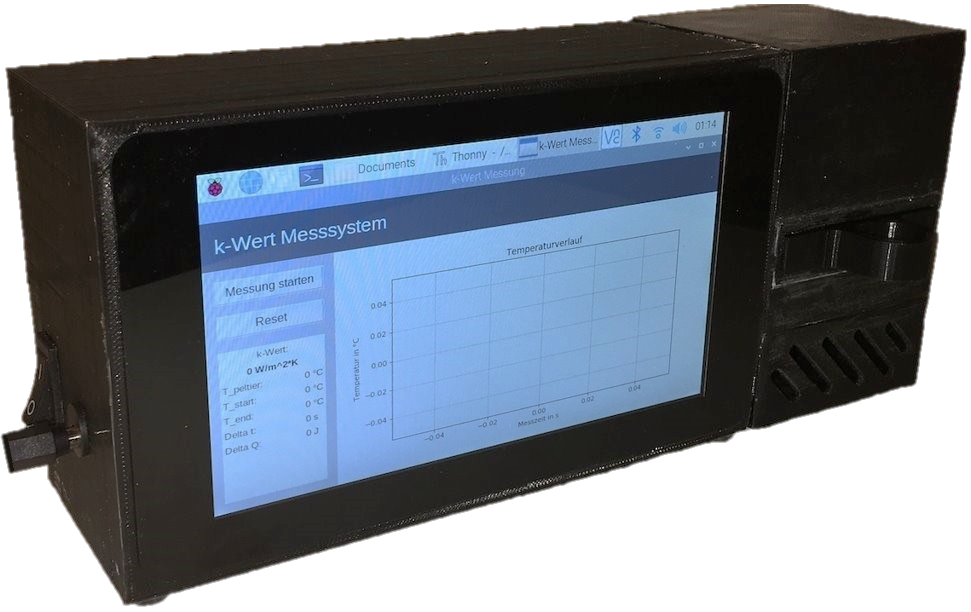 Documents
Thonny - /...
k-Wert Mess...
V2
01:14
k-Wert Messung
k-Wert Messsystem
Messung starten
Reset
k-Wert:
0 W/m^2*K
T_peltier: 0 °C
T_start: 0 °C
T_end: 0 °C
Delta t: 0 s
Delta Q: 0 J
Temperaturverlauf
Temperatur in °C
0.04
0.02
0.00
−0.02
−0.04
−0.04
−0.02
0.00
0.02
0.04
Messzeit in s
0